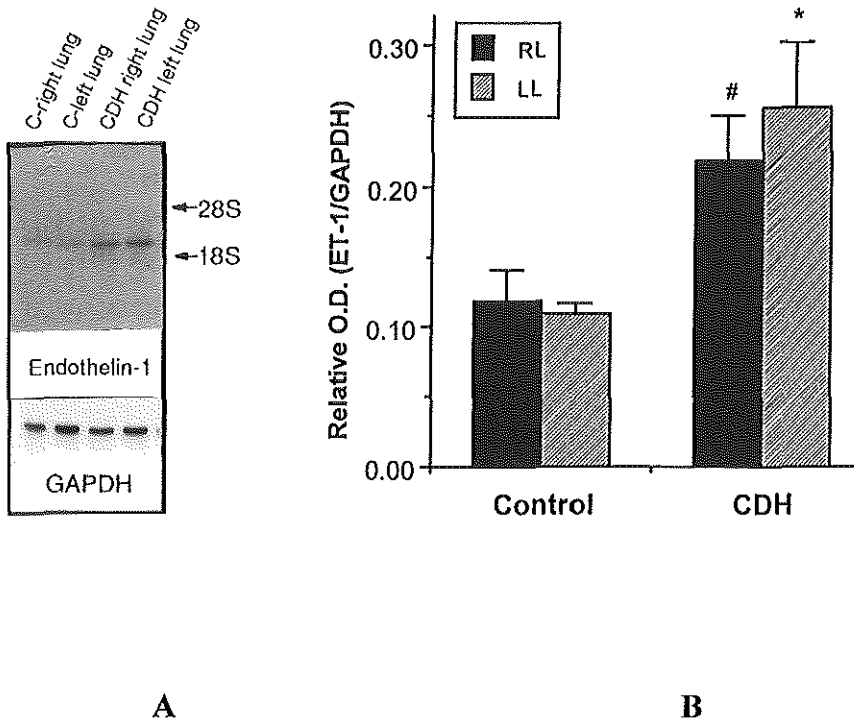 C-right lung
C-left lung
CDH right lung
CDH left lung
28S
18S
Endothelin-1
GAPDH
A
Relative O.D. (ET-1/GAPDH)
0.30
0.20
0.10
0.00
RL
LL
#
*
Control
CDH
B